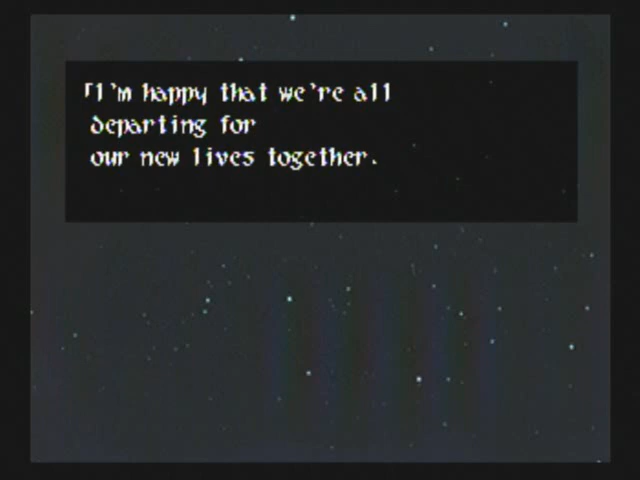 「I'm happy that we're all
departing for
our new lives together.